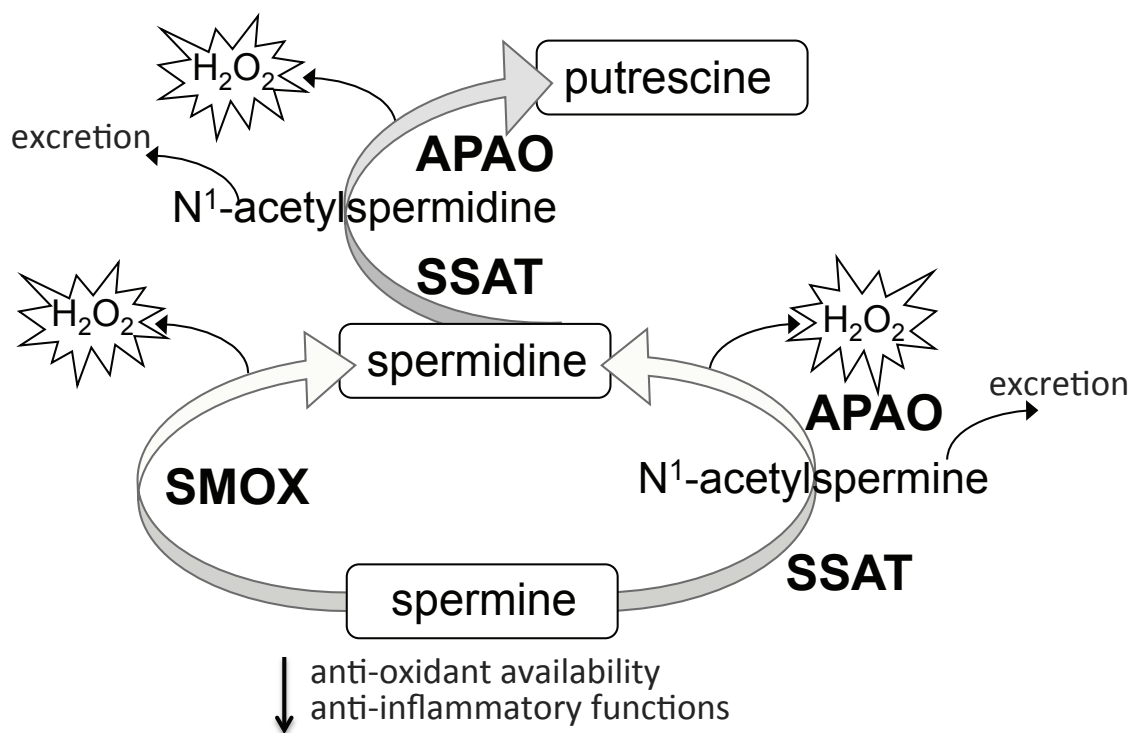 H₂O₂
putrescine
excretion
APAO
N¹-acetylspermidine
SSAT
H₂O₂
H₂O₂
spermidine
excretion
APAO
SMOX
N¹-acetylspermine
SSAT
spermine
anti-oxidant availability
anti-inflammatory functions